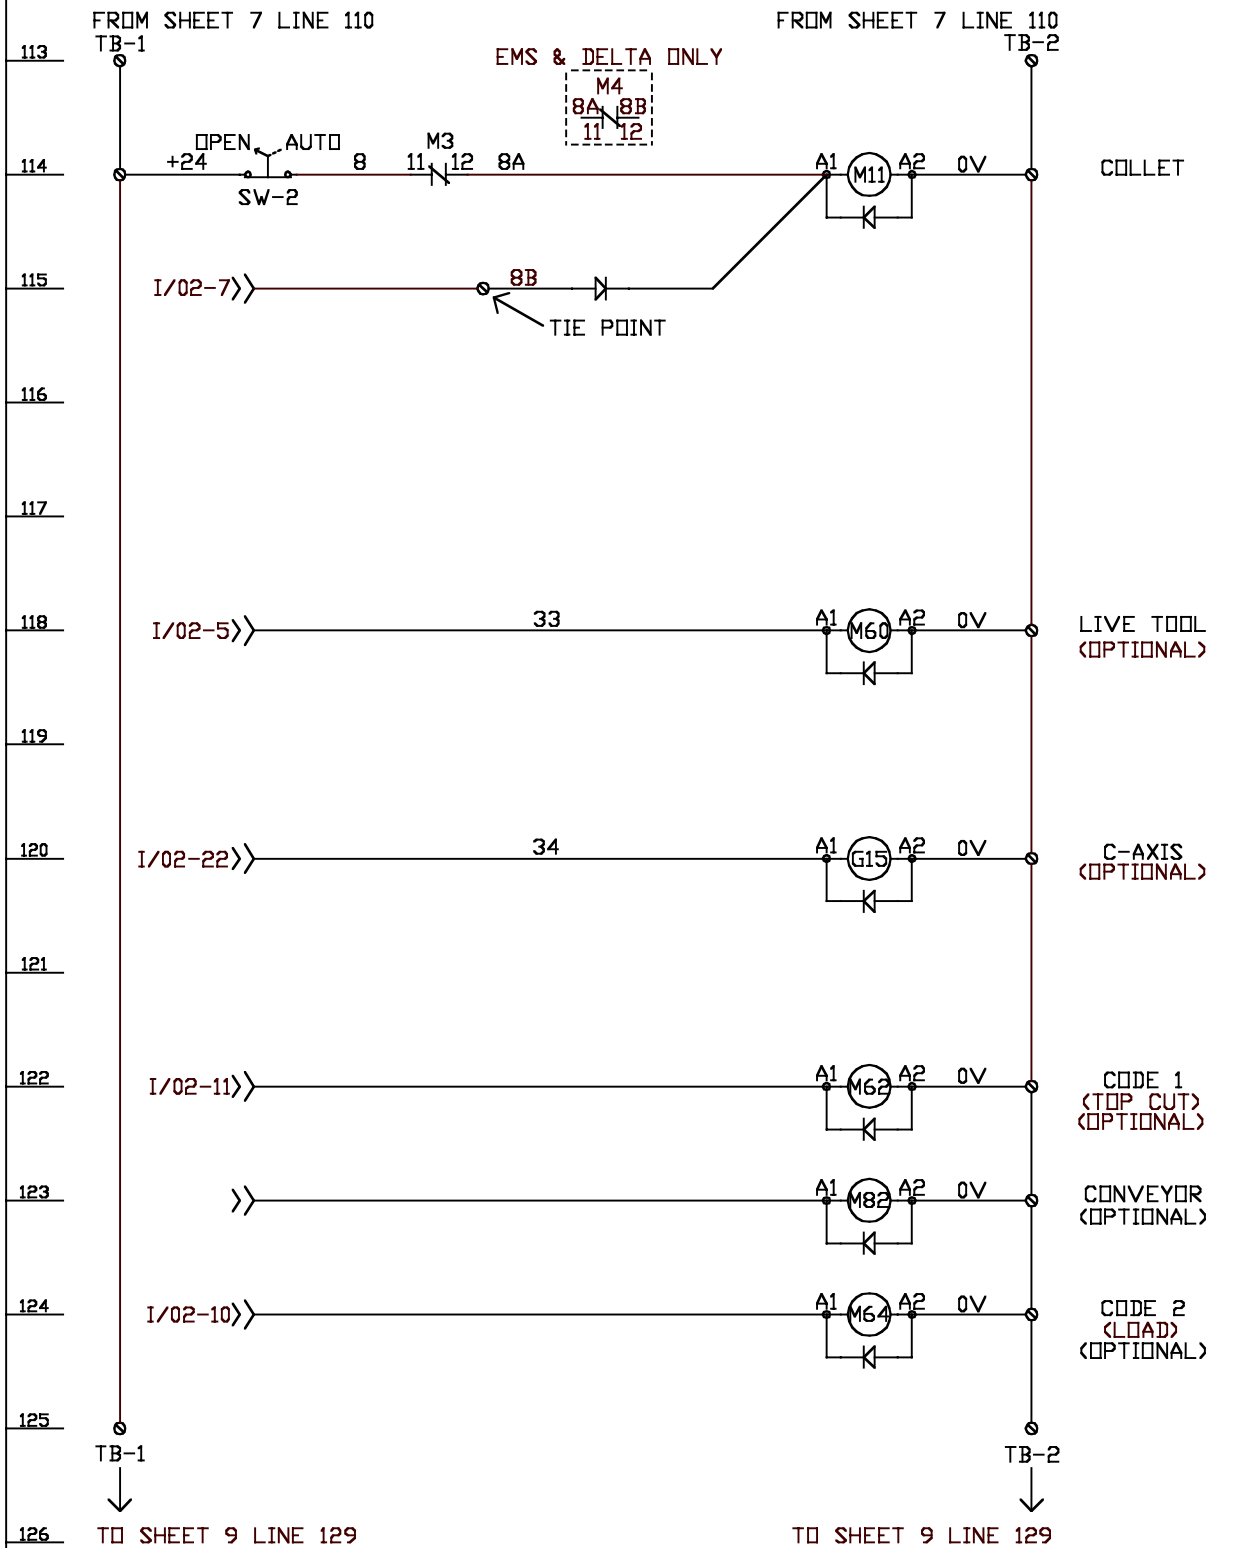 FROM SHEET 7 LINE 110 FROM SHEET 7 LINE 110
TB-1 TB-2
113
EMS & DELTA ONLY
M4
8A 8B
11 12
OPEN AUTO M3
114 +24 8 11 12 8A A1 M11 A2 0V COLLET
SW-2
115 I/02-7 8B
TIE POINT
116
117
118 I/02-5 33 A1 M60 A2 0V LIVE TOOL
(OPTIONAL)
119
120 I/02-22 34 A1 G15 A2 0V C-AXIS
(OPTIONAL)
121
122 I/02-11 A1 M62 A2 0V CODE 1
(TOP CUT)
(OPTIONAL)
123 A1 M82 A2 0V CONVEYOR
(OPTIONAL)
124 I/02-10 A1 M64 A2 0V CODE 2
(LOAD)
(OPTIONAL)
125
TB-1 TB-2
126 TO SHEET 9 LINE 129 TO SHEET 9 LINE 129